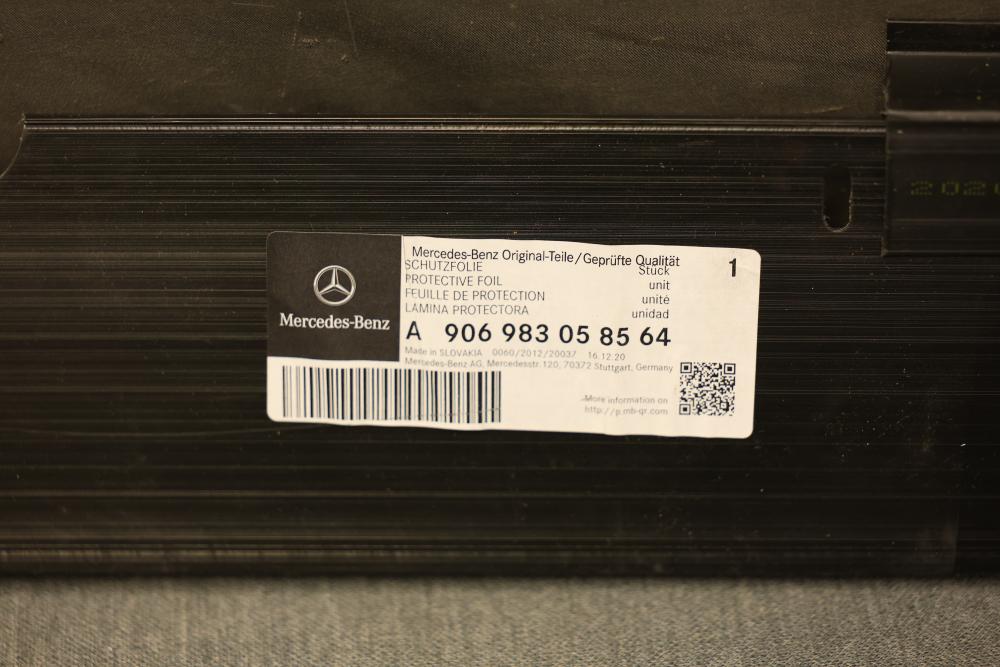 Mercedes-Benz Original-Teile/Geprüfte Qualität
1
SCHUTZFOLIE
Stück
PROTECTIVE FOIL
unit
FEUILLE DE PROTECTION
unité
LAMINA PROTECTORA
unidad
Mercedes-Benz
A 906 983 05 85 64
Made in SLOVAKIA 0060/2012/20037 16.12.20
Mercedes-Benz AG, Mercedesstr. 120, 70372 Stuttgart, Germany
More information on
http://p.mb-qr.com